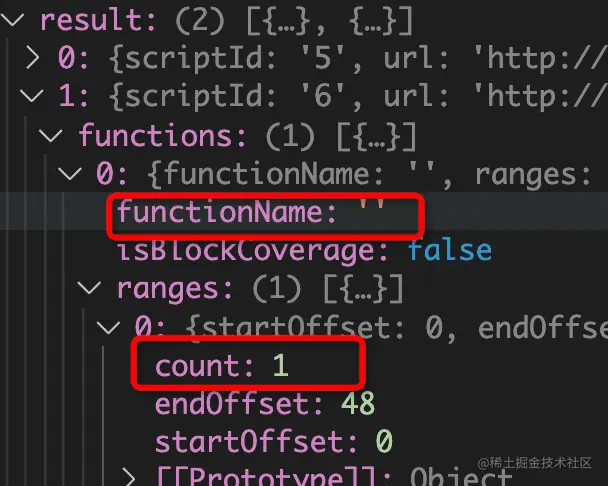 result: (2) [{…}, {…}]
0: {scriptId: '5', url: 'http://
1: {scriptId: '6', url: 'http://
functions: (1) [{…}]
0: {functionName: '', ranges:
functionName: ''
isBlockCoverage: false
ranges: (1) [{…}]
0: {startOffset: 0, endOffse
count: 1
endOffset: 48
startOffset: 0
[[Prototype]]: Object
@稀土掘金技术社区